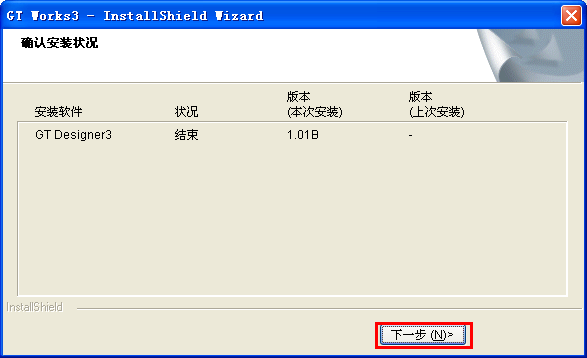 GT Works3 - InstallShield Wizard
确认安装状况
安装软件 状况 版本 (本次安装) 版本 (上次安装)
GT Designer3 结束 1.01B -
InstallShield
下一步 (N)>